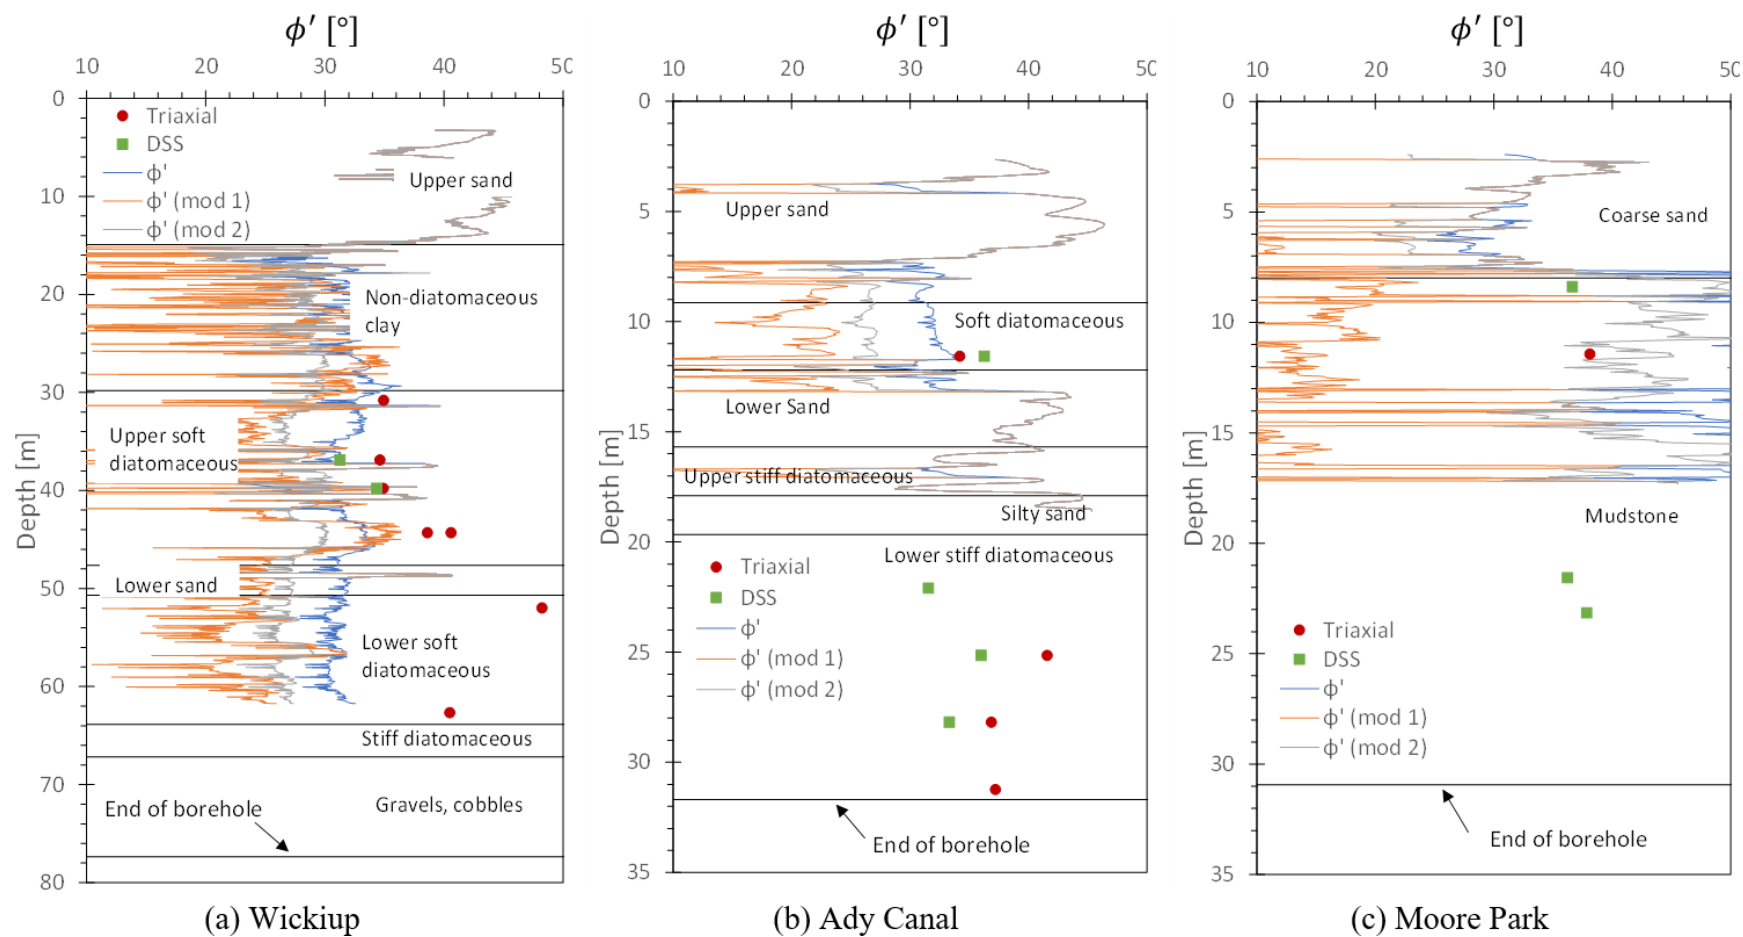 ϕ′ [°]
10 20 30 40 50
0
10
20
30
40
50
60
70
80
Depth [m]
Triaxial
DSS
ϕ'
ϕ' (mod 1)
ϕ' (mod 2)
Upper sand
Non-diatomaceous
clay
Upper soft
diatomaceous
Lower sand
Lower soft
diatomaceous
Stiff diatomaceous
Gravels, cobbles
End of borehole
(a) Wickiup
ϕ′ [°]
10 20 30 40 50
0
5
10
15
20
25
30
35
Depth [m]
Upper sand
Soft diatomaceous
Lower Sand
Upper stiff diatomaceous
Silty sand
Lower stiff diatomaceous
Triaxial
DSS
ϕ'
ϕ' (mod 1)
ϕ' (mod 2)
End of borehole
(b) Ady Canal
ϕ′ [°]
10 20 30 40 50
0
5
10
15
20
25
30
35
Depth [m]
Coarse sand
Mudstone
Triaxial
DSS
ϕ'
ϕ' (mod 1)
ϕ' (mod 2)
End of borehole
(c) Moore Park